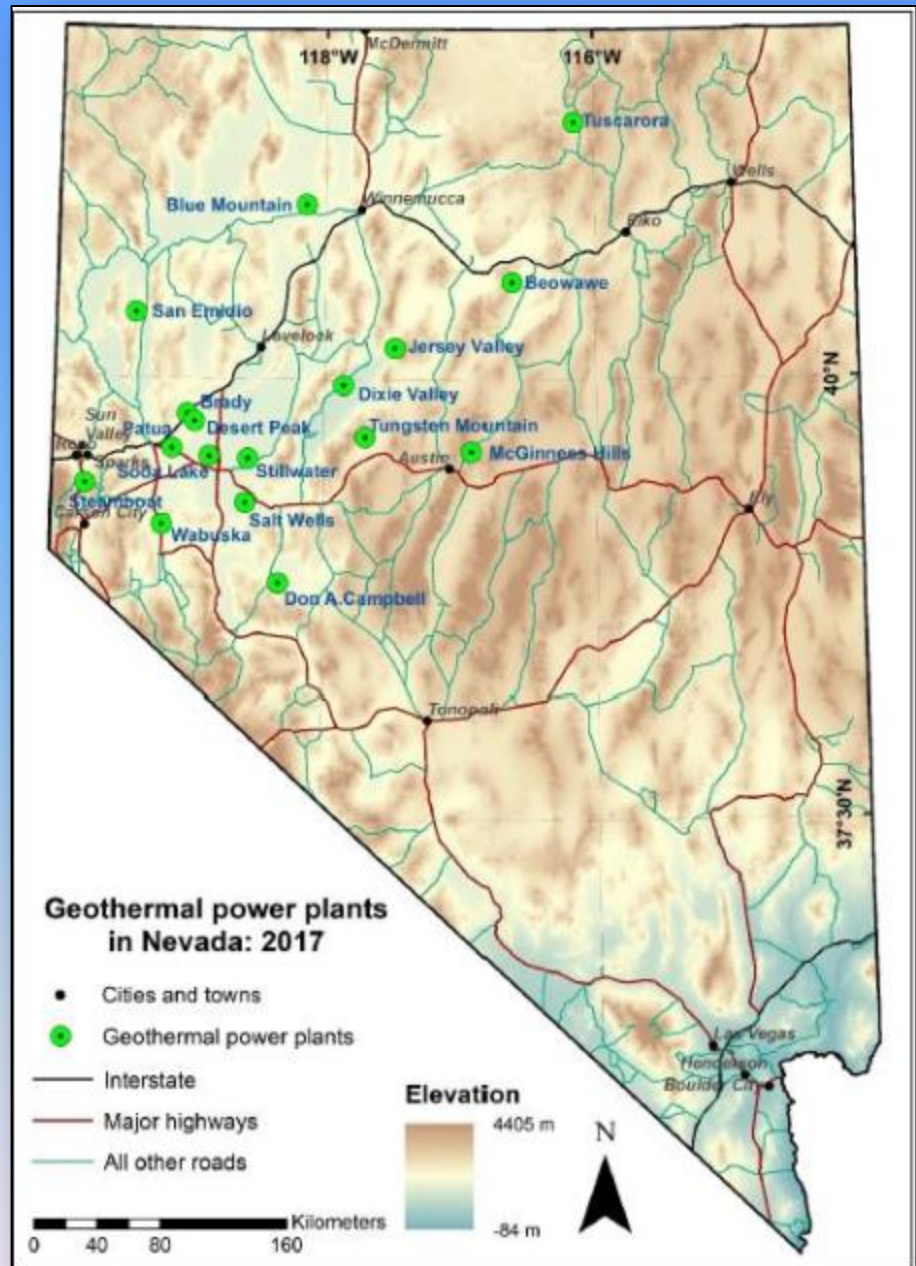 McDermitt
118°W
116°W
Tuscarora
Wells
Blue Mountain
Winnemucca
Elko
Beowawe
San Emidio
Lovelock
Jersey Valley
40°N
Dixie Valley
Brady
Sun
Valley
Patua
Desert Peak
Tungsten Mountain
Reno
Sparks
Austin
McGinness Hills
Soda Lake
Stillwater
Steamboat
Ely
Carson City
Salt Wells
Wabuska
Don A.Campbell
Tonopah
37°30'N
Geothermal power plants
in Nevada: 2017
Cities and towns
Geothermal power plants
Interstate
Major highways
All other roads
Kilometers
0 40 80 160
Elevation
4405 m
-84 m
N
Las Vegas
Henderson
Boulder City